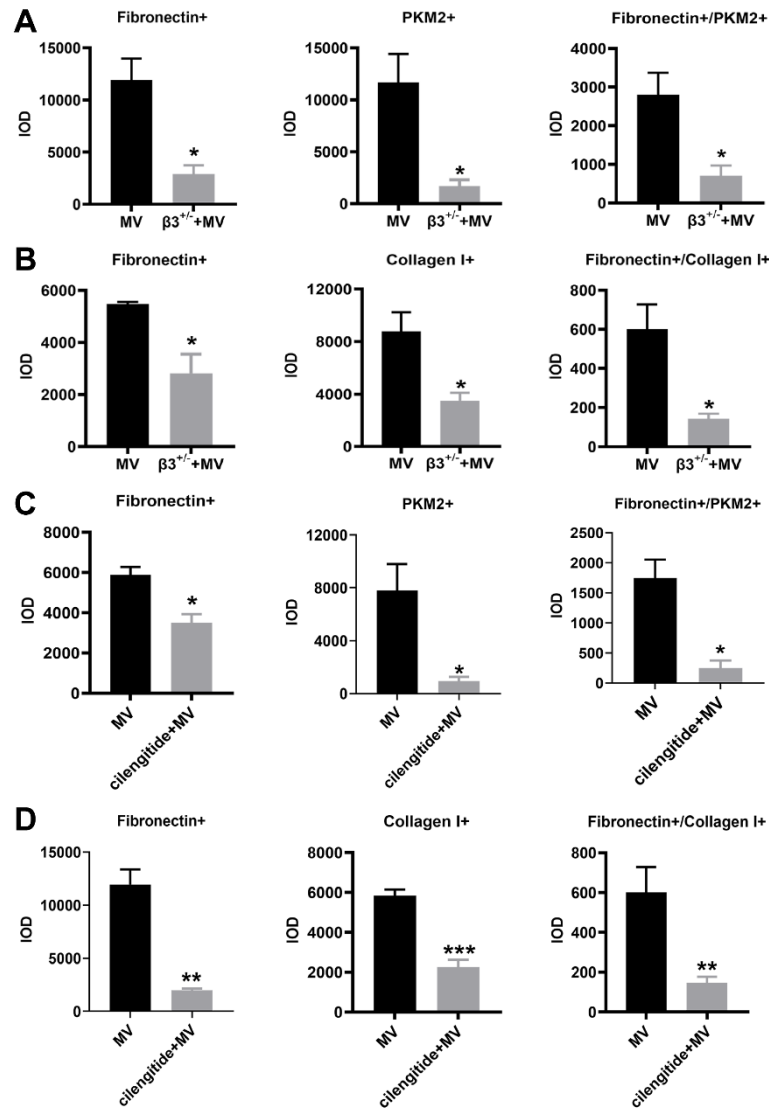 A
Fibronectin+
PKM2+
Fibronectin+/PKM2+
IOD
15000
10000
5000
0
*
MV
β3+/-+MV
IOD
15000
10000
5000
0
*
MV
β3+/-+MV
IOD
4000
3000
2000
1000
0
*
MV
β3+/-+MV
B
Fibronectin+
Collagen I+
Fibronectin+/Collagen I+
IOD
6000
4000
2000
0
*
MV
β3+/-+MV
IOD
12000
8000
4000
0
*
MV
β3+/-+MV
IOD
800
600
400
200
0
*
MV
β3+/-+MV
C
Fibronectin+
PKM2+
Fibronectin+/PKM2+
IOD
8000
6000
4000
2000
0
*
MV
cilengitide+MV
IOD
12000
8000
4000
0
*
MV
cilengitide+MV
IOD
2500
2000
1500
1000
500
0
*
MV
cilengitide+MV
D
Fibronectin+
Collagen I+
Fibronectin+/Collagen I+
IOD
15000
10000
5000
0
**
MV
cilengitide+MV
IOD
8000
6000
4000
2000
0
***
MV
cilengitide+MV
IOD
800
600
400
200
0
**
MV
cilengitide+MV